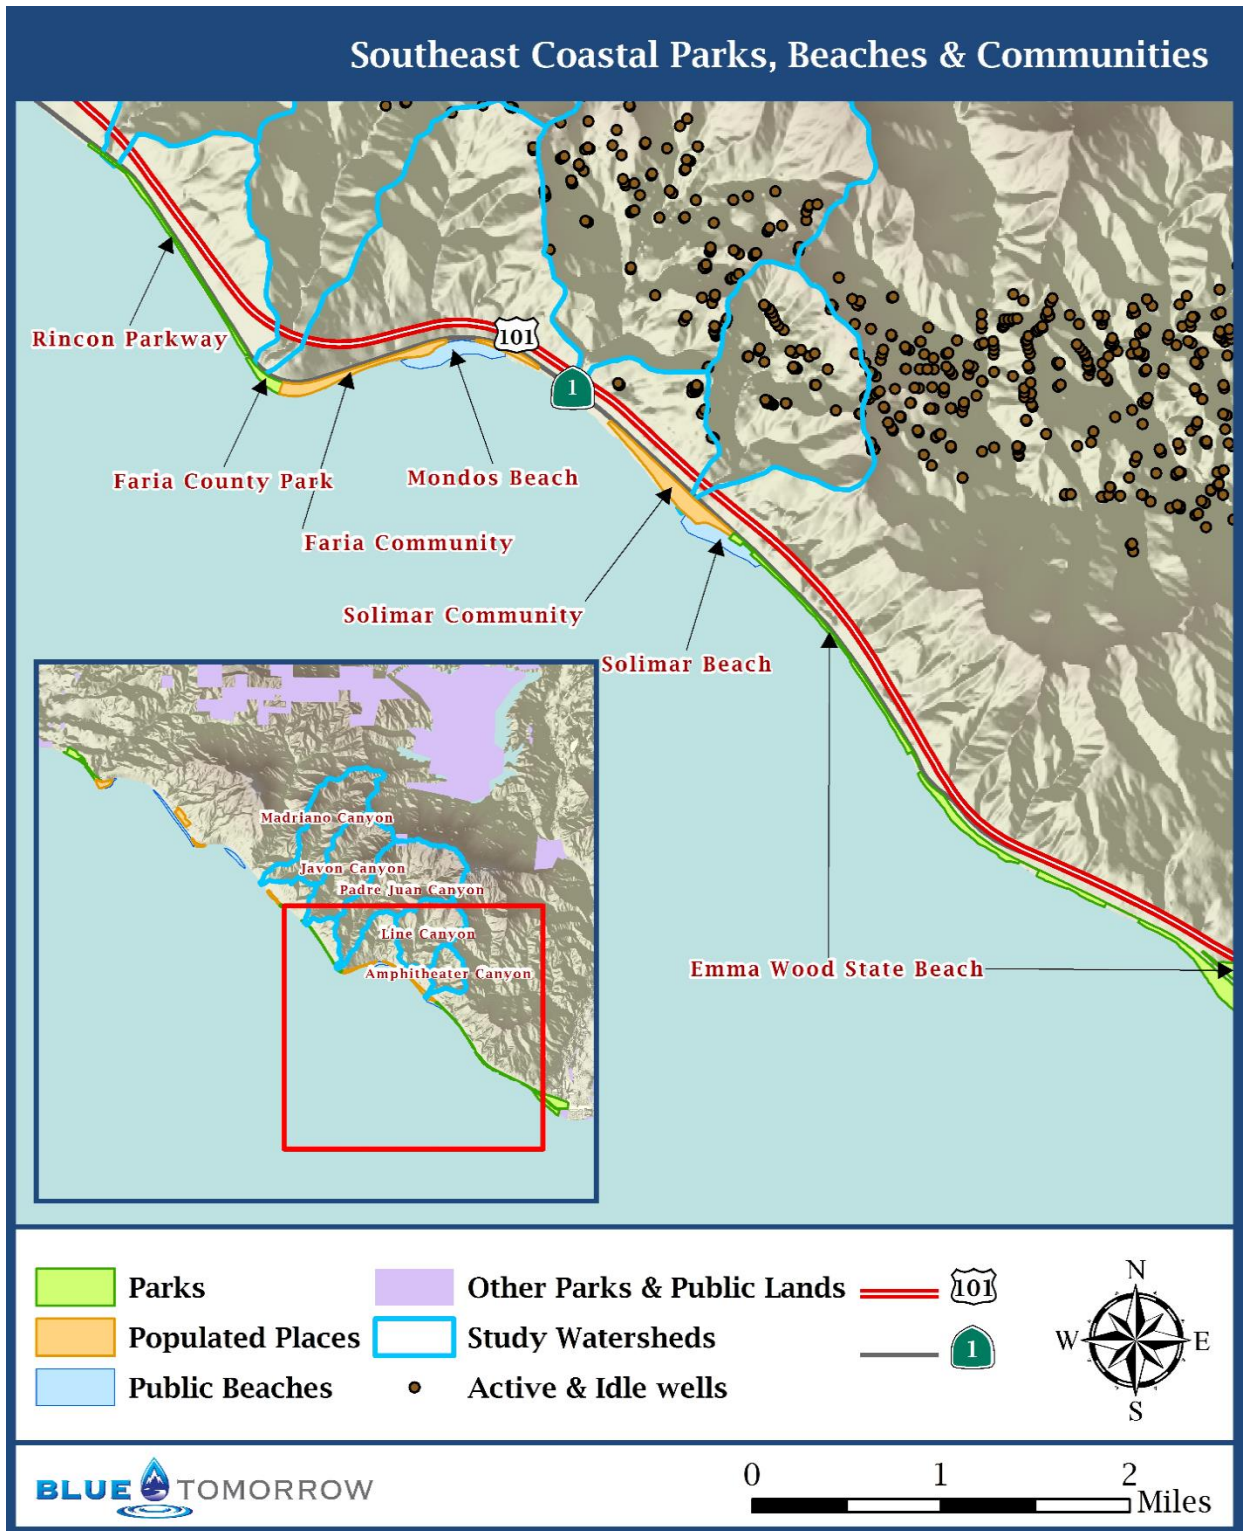 Southeast Coastal Parks, Beaches & Communities
Rincon Parkway
101
1
Faria County Park
Mondos Beach
Faria Community
Solimar Community
Solimar Beach
Emma Wood State Beach
Madriano Canyon
Javon Canyon
Padre Juan Canyon
Line Canyon
Amphitheater Canyon
Parks
Populated Places
Public Beaches
Other Parks & Public Lands
Study Watersheds
Active & Idle wells
101
1
N
W E
S
BLUE TOMORROW
0 1 2
Miles